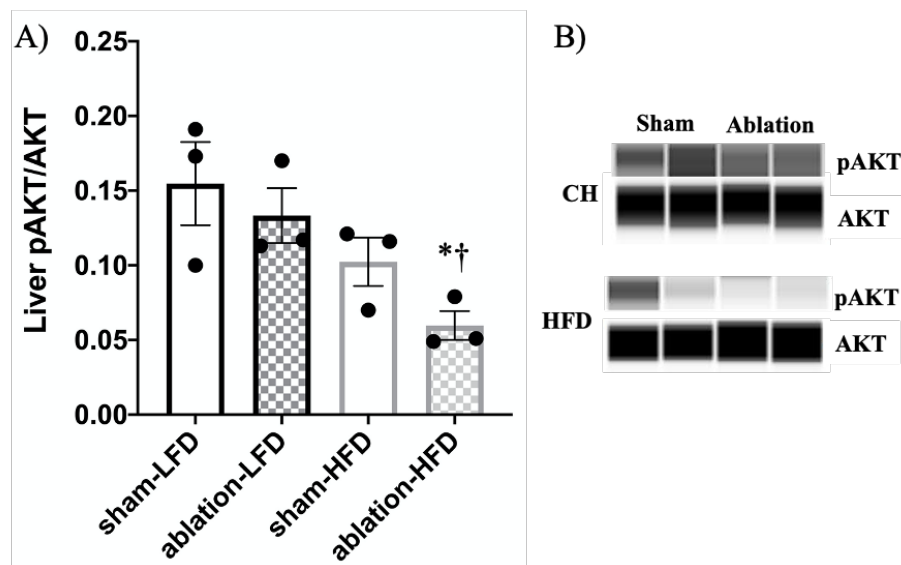 A)
Liver pAKT/AKT
0.25
0.20
0.15
0.10
0.05
0.00
*†
sham-LFD
ablation-LFD
sham-HFD
ablation-HFD
B)
Sham Ablation
pAKT
CH
AKT
pAKT
HFD
AKT